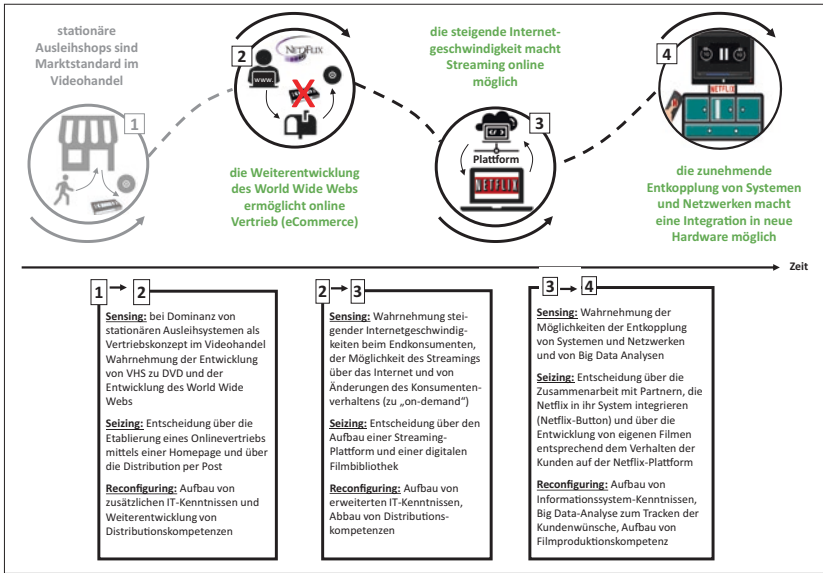 stationäre
Ausleihshops sind
Marktstandard im
Videohandel
1
2
NETFLIX
www.
X
die Weiterentwicklung
des World Wide Webs
ermöglicht online
Vertrieb (eCommerce)
die steigende Internet-
geschwindigkeit macht
Streaming online
möglich
3
Plattform
NETFLIX
4
10
10
NETFLIX
die zunehmende
Entkopplung von Systemen
und Netzwerken macht
eine Integration in neue
Hardware möglich
Zeit
1 → 2
Sensing: bei Dominanz von
stationären Ausleihsystemen als
Vertriebskonzept im Videohandel
Wahrnehmung der Entwicklung
von VHS zu DVD und der
Entwicklung des World Wide
Webs
Seizing: Entscheidung über die
Etablierung eines Onlinevertriebs
mittels einer Homepage und über
die Distribution per Post
Reconfiguring: Aufbau von
zusätzlichen IT-Kenntnissen und
Weiterentwicklung von
Distributionskompetenzen
2 → 3
Sensing: Wahrnehmung stei-
gender Internetgeschwindig-
keiten beim Endkonsumenten,
der Möglichkeit des Streamings
über das Internet und von
Änderungen des Konsumenten-
verhaltens (zu „on-demand“)
Seizing: Entscheidung über den
Aufbau einer Streaming-
Plattform und einer digitalen
Filmbibliothek
Reconfiguring: Aufbau von
erweiterten IT-Kenntnissen,
Abbau von Distributions-
kompetenzen
3 → 4
Sensing: Wahrnehmung der
Möglichkeiten der Entkopplung
von Systemen und Netzwerken
und von Big Data Analysen
Seizing: Entscheidung über die
Zusammenarbeit mit Partnern, die
Netflix in ihr System integrieren
(Netflix-Button) und über die
Entwicklung von eigenen Filmen
entsprechend dem Verhalten der
Kunden auf der Netflix-Plattform
Reconfiguring: Aufbau von
Informationssystem-Kenntnissen,
Big Data-Analyse zum Tracken der
Kundenwünsche, Aufbau von
Filmproduktionskompetenz